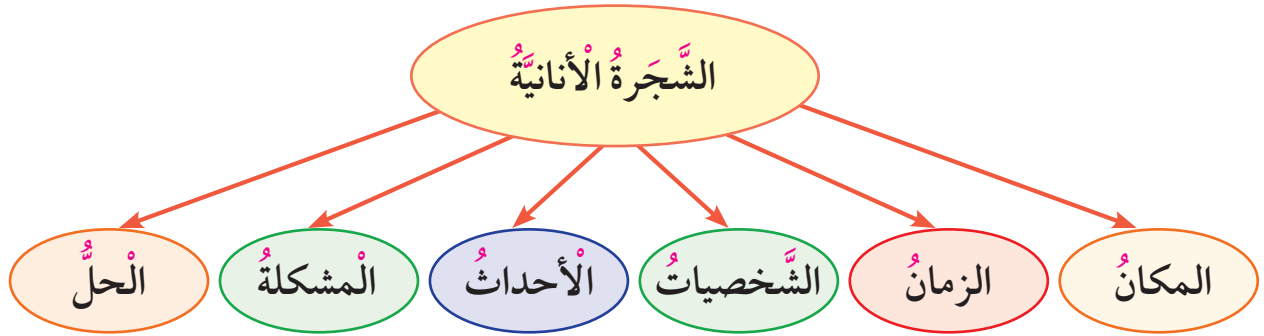 الشَّجَرةُ الْأنانيَّةُ
المكانُ
الزمانُ
الشَّخصياتُ
الْأحداثُ
الْمشكلةُ
الْحلُّ